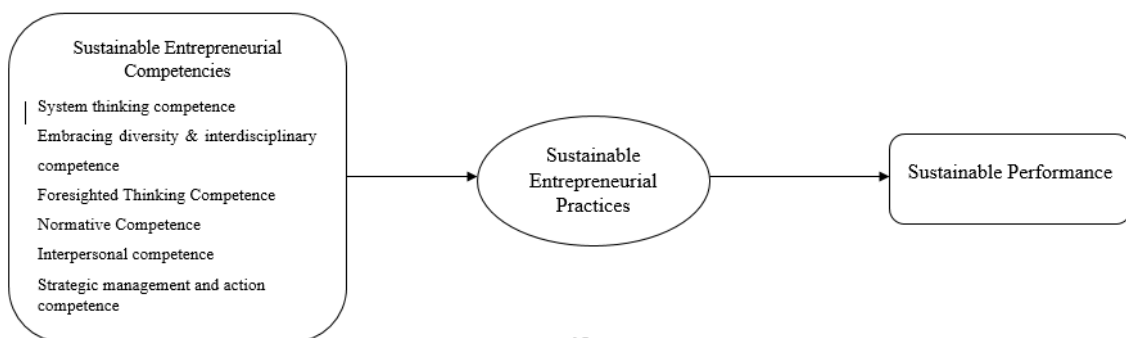 Sustainable Entrepreneurial
Competencies
System thinking competence
Embracing diversity & interdisciplinary
competence
Foresighted Thinking Competence
Normative Competence
Interpersonal competence
Strategic management and action
competence
Sustainable
Entrepreneurial
Practices
Sustainable Performance